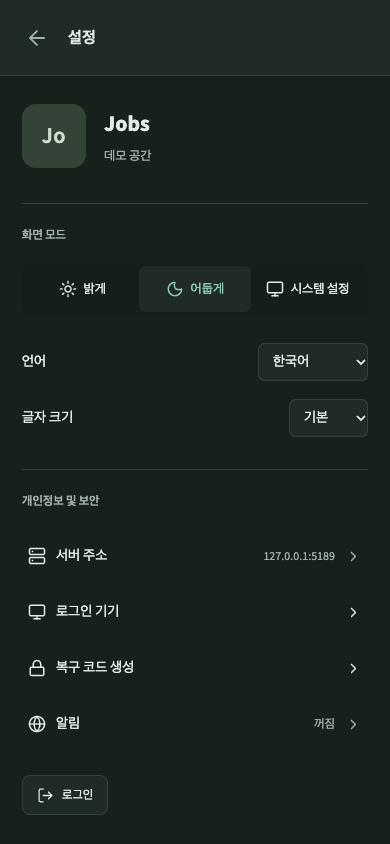 설정
Jo
Jobs
데모 공간
화면 모드
밝게
어둡게
시스템 설정
언어
한국어
글자 크기
기본
개인정보 및 보안
서버 주소
127.0.0.1:5189
로그인 기기
복구 코드 생성
알림
꺼짐
로그인